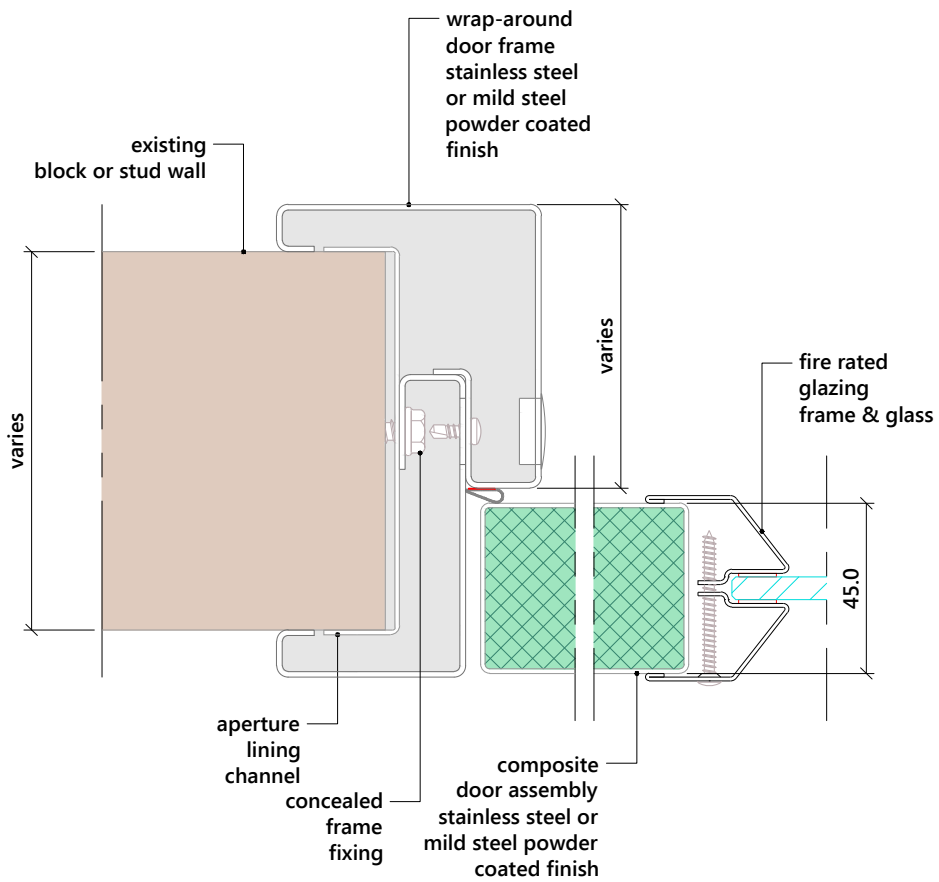 wrap-around
door frame
stainless steel
or mild steel
powder coated
finish
existing
block or stud wall
varies
varies
fire rated
glazing
frame & glass
45.0
aperture
lining
channel
concealed
frame
fixing
composite
door assembly
stainless steel or
mild steel powder
coated finish